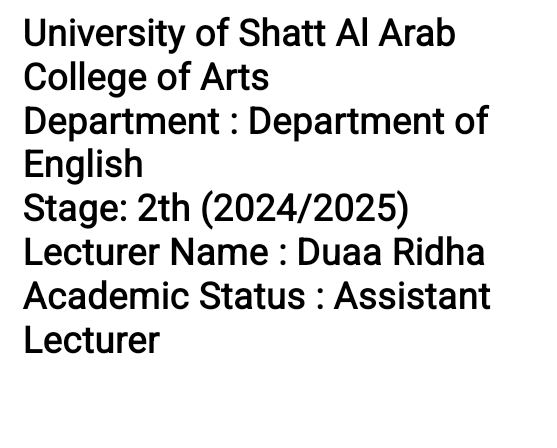 University of Shatt Al Arab
College of Arts
Department : Department of
English
Stage: 2th (2024/2025)
Lecturer Name : Duaa Ridha
Academic Status : Assistant
Lecturer